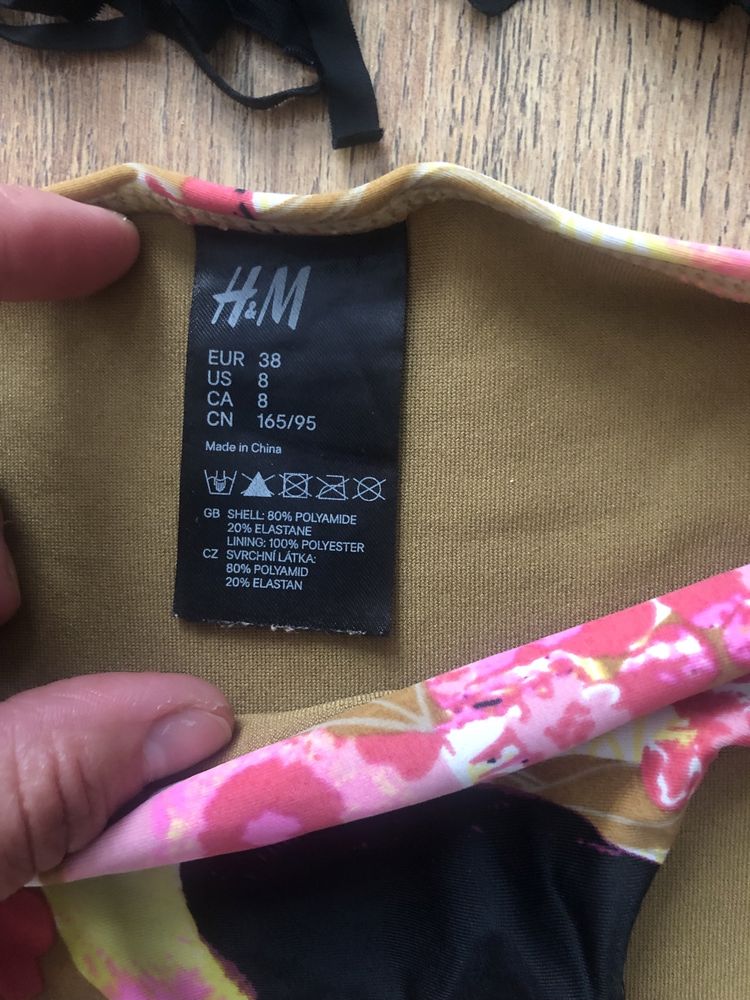 H&M
EUR 38
US 8
CA 8
CN 165/95
Made in China
GB SHELL: 80% POLYAMIDE
20% ELASTANE
LINING: 100% POLYESTER
CZ SVRCHNÍ LÁTKA:
80% POLYAMID
20% ELASTAN